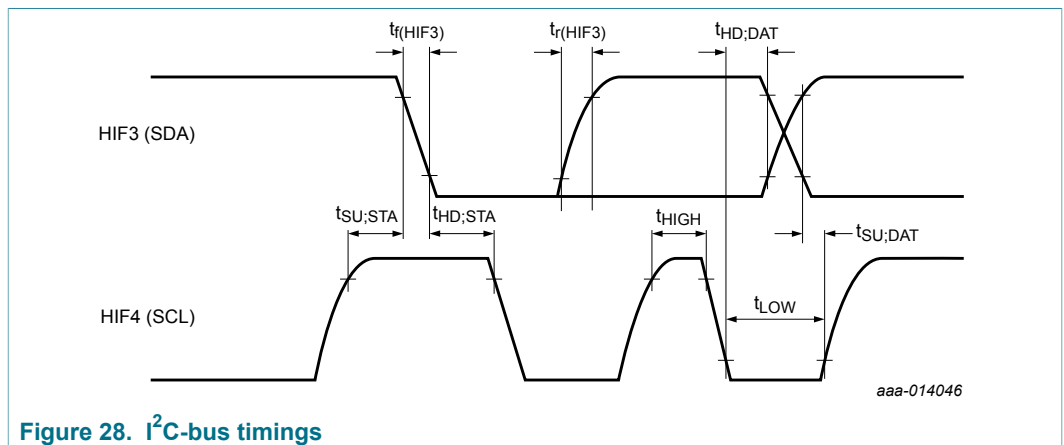 tf(HIF3) tr(HIF3) tHD;DAT
HIF3 (SDA)
tSU;STA tHD;STA tHIGH tSU;DAT
HIF4 (SCL) tLOW
aaa-014046
Figure 28. I²C-bus timings